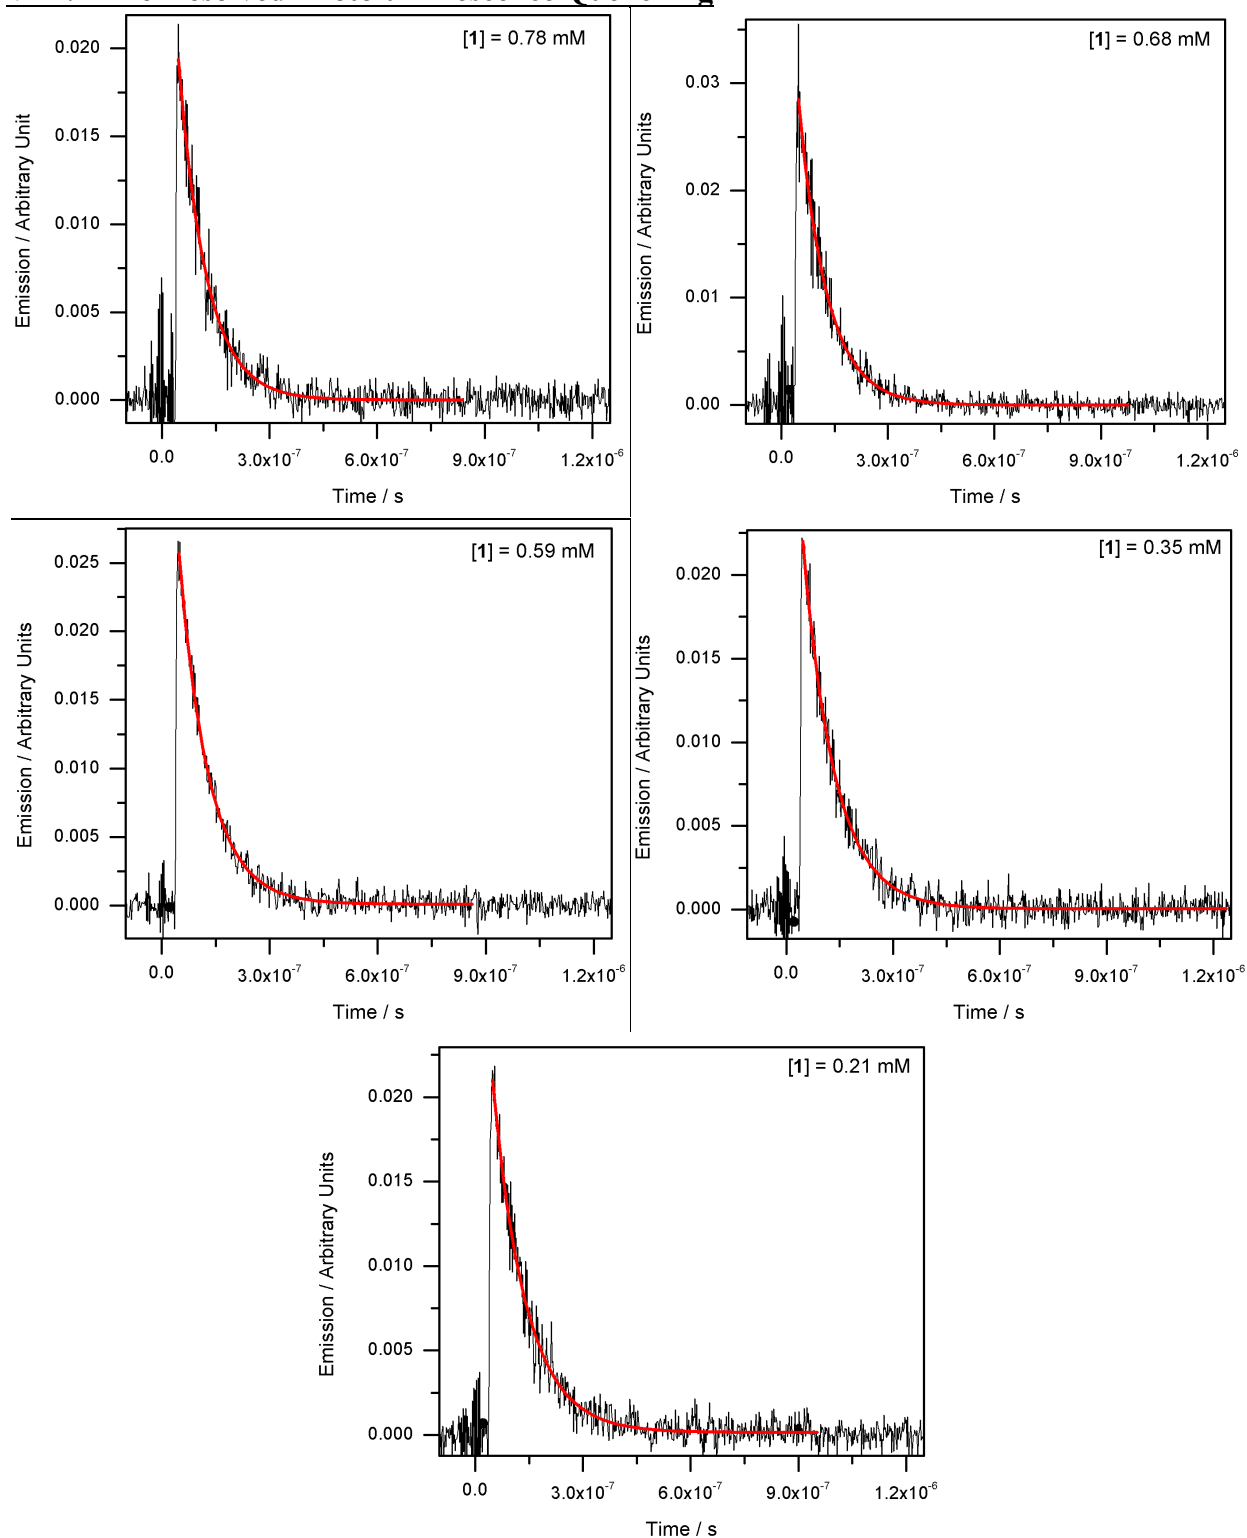 [1] = 0.78 mM
Emission / Arbitrary Unit
0.020
0.015
0.010
0.005
0.000
0.0 3.0x10⁻⁷ 6.0x10⁻⁷ 9.0x10⁻⁷ 1.2x10⁻⁶
Time / s
[1] = 0.68 mM
Emission / Arbitrary Units
0.03
0.02
0.01
0.00
0.0 3.0x10⁻⁷ 6.0x10⁻⁷ 9.0x10⁻⁷ 1.2x10⁻⁶
Time / s
[1] = 0.59 mM
Emission / Arbitrary Units
0.025
0.020
0.015
0.010
0.005
0.000
0.0 3.0x10⁻⁷ 6.0x10⁻⁷ 9.0x10⁻⁷ 1.2x10⁻⁶
Time / s
[1] = 0.35 mM
Emission / Arbitrary Units
0.020
0.015
0.010
0.005
0.000
0.0 3.0x10⁻⁷ 6.0x10⁻⁷ 9.0x10⁻⁷ 1.2x10⁻⁶
Time / s
[1] = 0.21 mM
Emission / Arbitrary Units
0.020
0.015
0.010
0.005
0.000
0.0 3.0x10⁻⁷ 6.0x10⁻⁷ 9.0x10⁻⁷ 1.2x10⁻⁶
Time / s